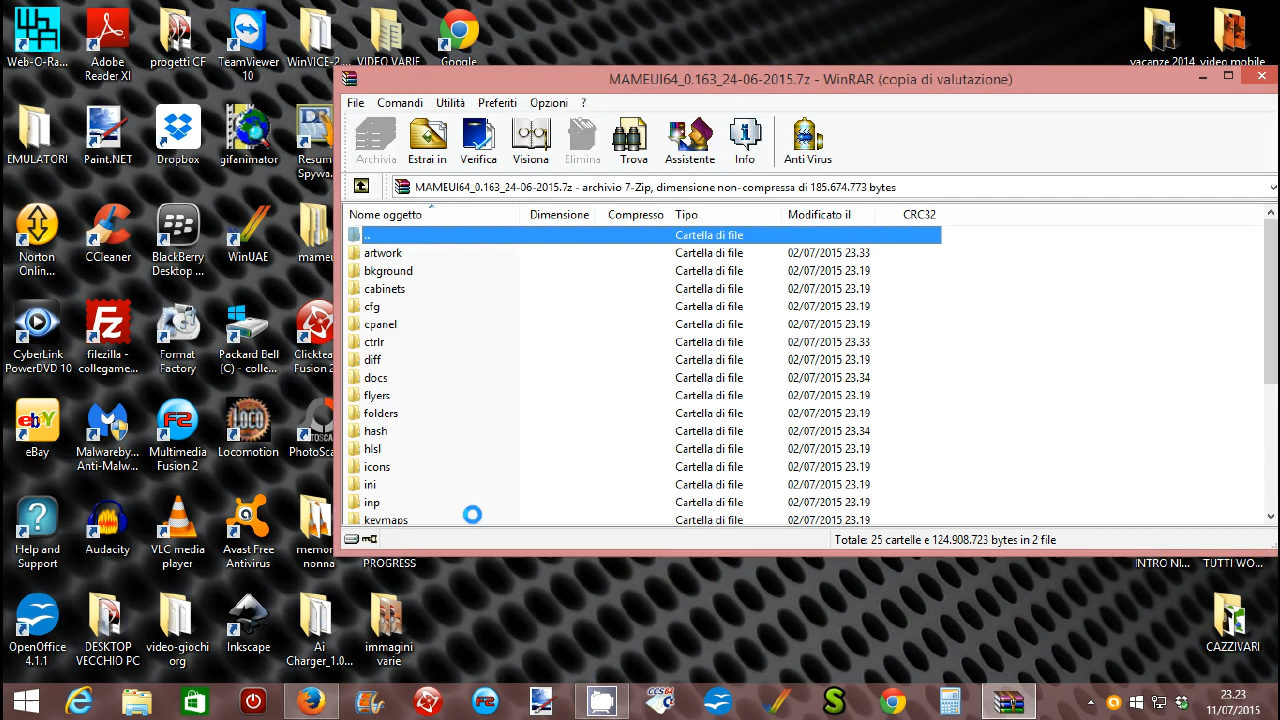 Web-O-Ra...
Adobe
Reader XI
progetti CF
TeamViewer
10
WinVICE-2...
VIDEO VARIE
Google
vacanze 2014
video mobile
EMULATORI
Paint.NET
Dropbox
gifanimator
Resum
Spywa...
Norton
Onlin...
CCleaner
BlackBerry
Desktop ...
WinUAE
mameu
CyberLink
PowerDVD 10
filezilla -
collegame...
Format
Factory
Packard Bell
(C) - colle...
Clicktea
Fusion 2
eBay
Malwareby...
Anti-Malw...
Multimedia
Fusion 2
Locomotion
PhotoSca
Help and
Support
Audacity
VLC media
player
Avast Free
Antivirus
memor
nonna
PROGRESS
INTRO NI...
TUTTI WO...
OpenOffice
4.1.1
DESKTOP
VECCHIO PC
video-giochi
org
Inkscape
Ai
Charger_1.0...
immagini
varie
CAZZIVARI
MAMEUI64_0.163_24-06-2015.7z - WinRAR (copia di valutazione)
File Comandi Utilità Preferiti Opzioni ?
Archivia Estrai in Verifica Visiona Elimina Trova Assistente Info Anti Virus
MAMEUI64_0.163_24-06-2015.7z - archivio 7-Zip, dimensione non-compressa di 185.674.773 bytes
Nome oggetto Dimensione Compresso Tipo Modificato il CRC32
.. Cartella di file
artwork Cartella di file 02/07/2015 23.33
bkground Cartella di file 02/07/2015 23.19
cabinets Cartella di file 02/07/2015 23.19
cfg Cartella di file 02/07/2015 23.19
cpanel Cartella di file 02/07/2015 23.19
ctrlr Cartella di file 02/07/2015 23.33
diff Cartella di file 02/07/2015 23.19
docs Cartella di file 02/07/2015 23.34
flyers Cartella di file 02/07/2015 23.19
folders Cartella di file 02/07/2015 23.19
hash Cartella di file 02/07/2015 23.34
hlsl Cartella di file 02/07/2015 23.19
icons Cartella di file 02/07/2015 23.19
ini Cartella di file 02/07/2015 23.19
inp Cartella di file 02/07/2015 23.19
keymaps Cartella di file 02/07/2015 23.19
Totale: 25 cartelle e 124.908.723 bytes in 2 file
23.23
11/07/2015